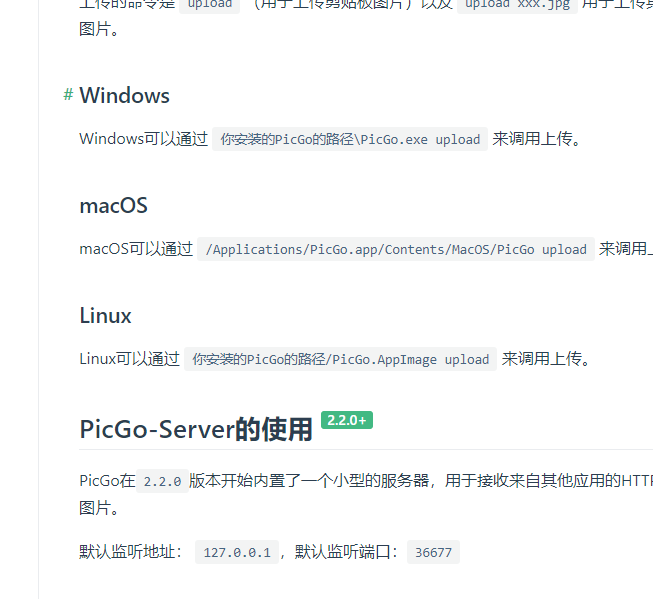 上传的命令是 upload （用于上传剪贴板图片）以及 upload xxx.jpg 用于上传
图片。
# Windows
Windows可以通过 你安装的PicGo的路径\PicGo.exe upload 来调用上传。
macOS
macOS可以通过 /Applications/PicGo.app/Contents/MacOS/PicGo upload 来调用
Linux
Linux可以通过 你安装的PicGo的路径/PicGo.AppImage upload 来调用上传。
PicGo-Server的使用 2.2.0+
PicGo在 2.2.0 版本开始内置了一个小型的服务器，用于接收来自其他应用的HTT
图片。
默认监听地址： 127.0.0.1 ，默认监听端口： 36677